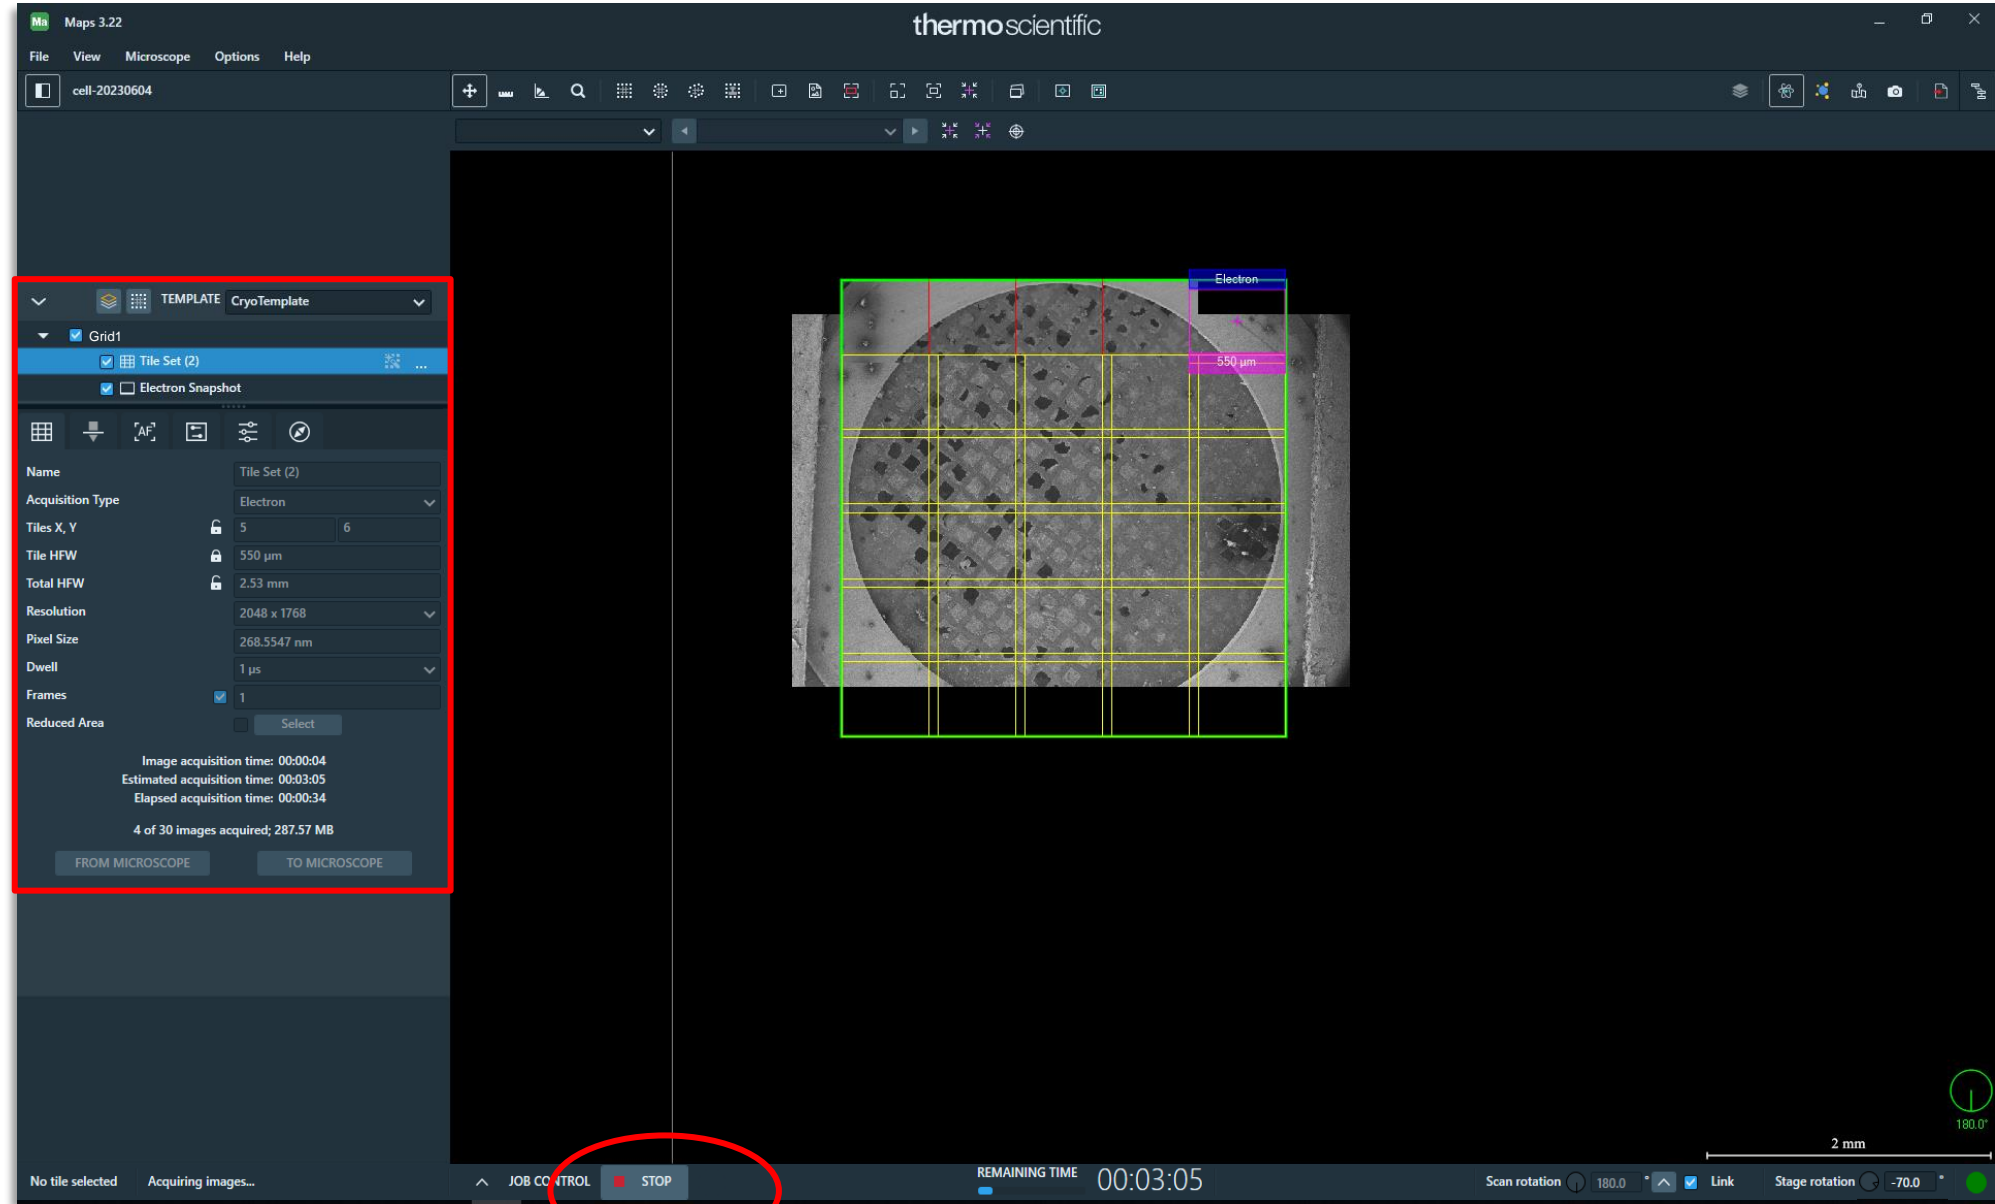 Ma Maps 3.22
thermo scientific
File View Microscope Options Help
cell-20230604
TEMPLATE CryoTemplate
Grid1
Tile Set (2) ...
Electron Snapshot
[AF]
Name Tile Set (2)
Acquisition Type Electron
Tiles X, Y 5 6
Tile HFW 550 µm
Total HFW 2.53 mm
Resolution 2048 x 1768
Pixel Size 268.5547 nm
Dwell 1 µs
Frames 1
Reduced Area Select
Image acquisition time: 00:00:04
Estimated acquisition time: 00:03:05
Elapsed acquisition time: 00:00:34
4 of 30 images acquired; 287.57 MB
FROM MICROSCOPE TO MICROSCOPE
Electron
550 µm
180.0°
2 mm
No tile selected Acquiring images... JOB CONTROL STOP REMAINING TIME 00:03:05 Scan rotation 180.0 ° Link Stage rotation -70.0 °